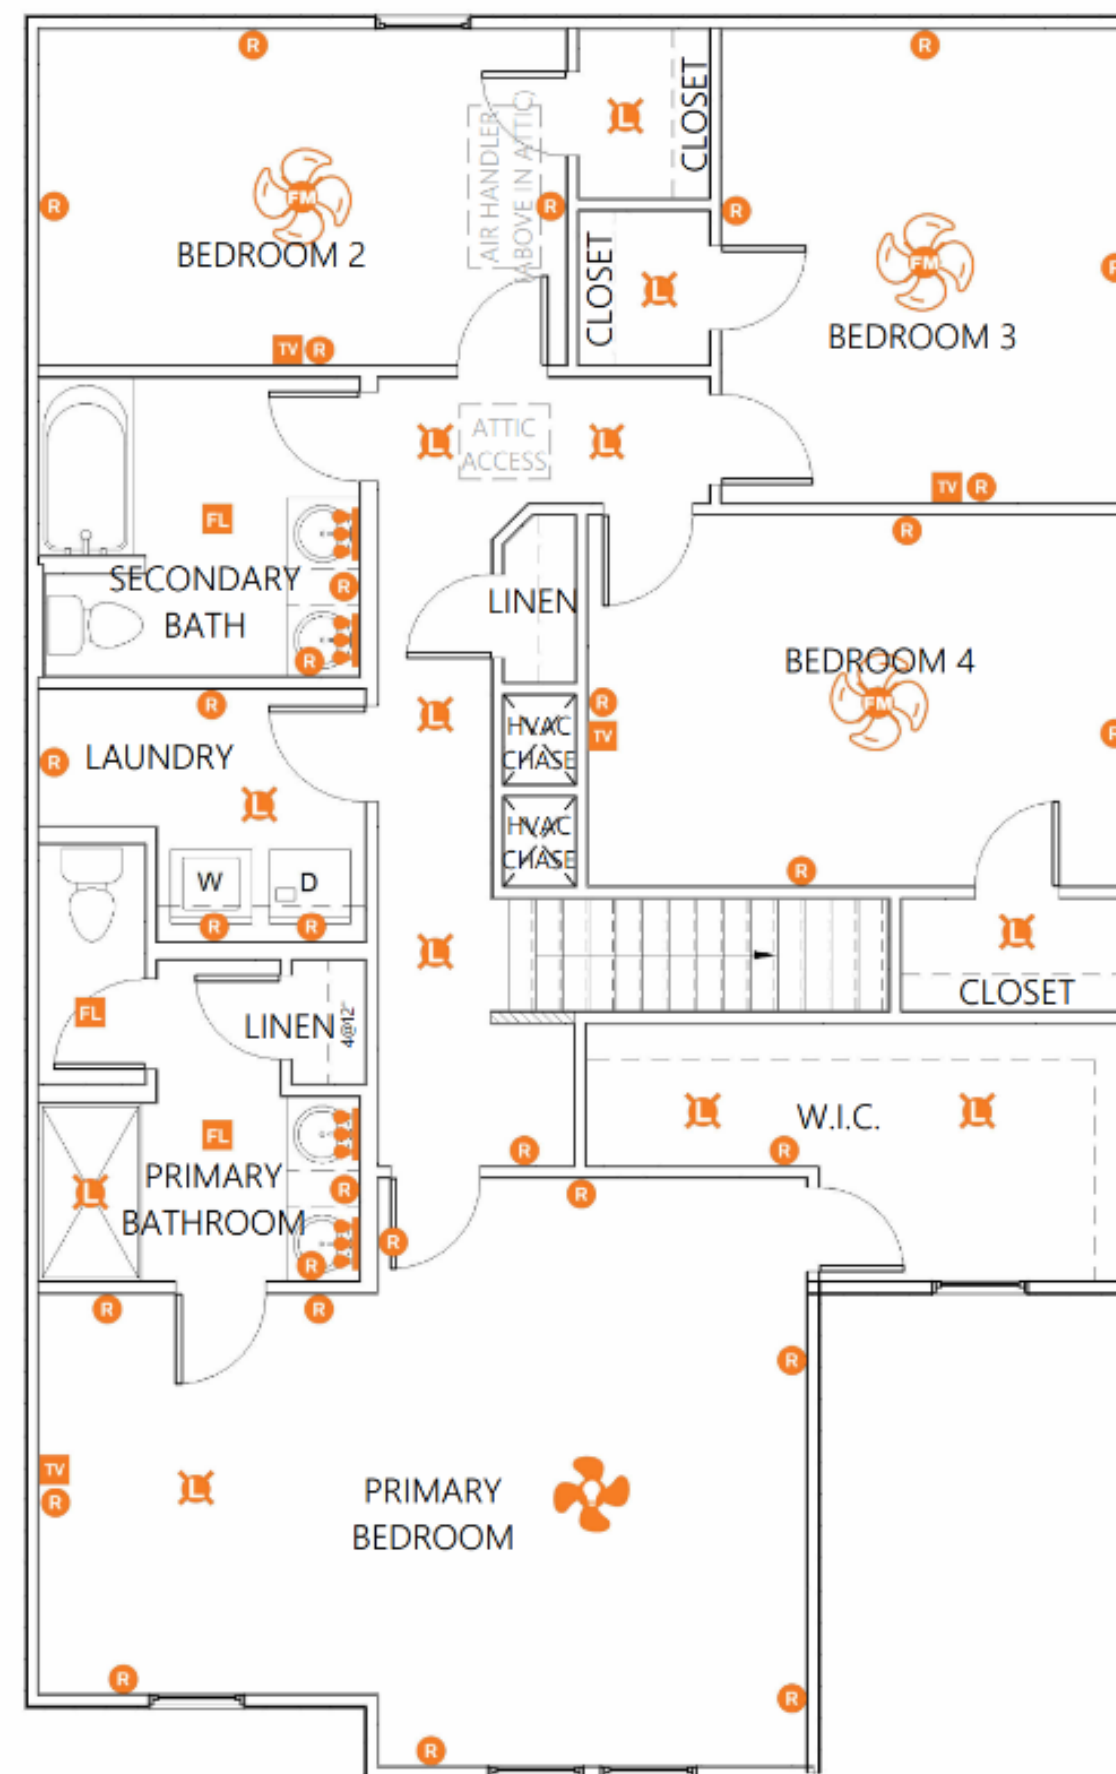 R
R
CLOSET
L
AIR HANDLER
(ABOVE IN ATTIC)
FM
R
R
R
BEDROOM 2
CLOSET
FM
R
L
BEDROOM 3
TV R
L
ATTIC
ACCESS
L
TV R
FL
R
SECONDARY
BATH
R
LINEN
R
BEDROOM 4
R
R
FM
L
HVAC
CHASE
TV
R
LAUNDRY
R
L
HVAC
CHASE
W
D
R
R
R
L
L
CLOSET
FL
LINEN
4@12"
L
W.I.C.
L
FL
R
R
PRIMARY
BATHROOM
L
R
R
R
R
R
R
R
TV
R
L
PRIMARY
BEDROOM
R
R
R